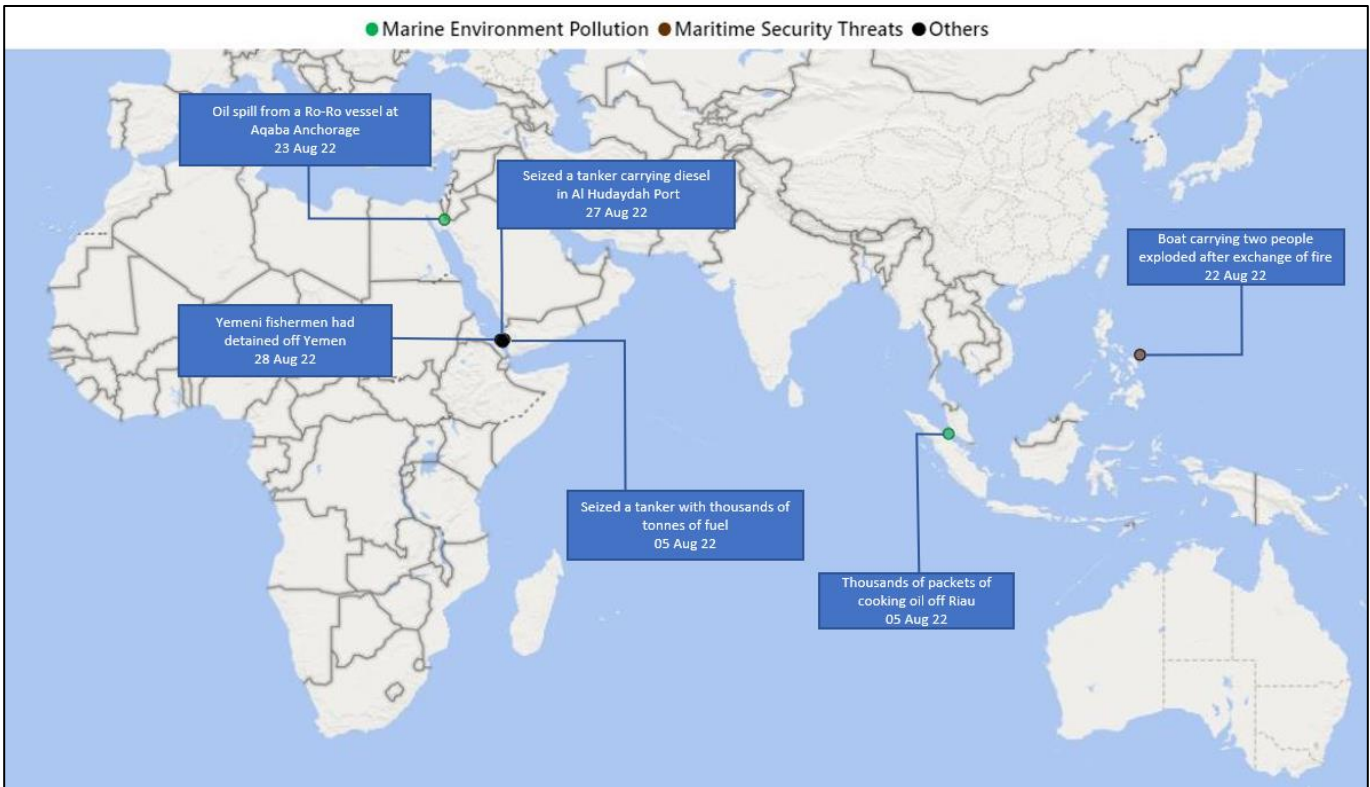 Marine Environment Pollution Maritime Security Threats Others
Oil spill from a Ro-Ro vessel at
Aqaba Anchorage
23 Aug 22
Seized a tanker carrying diesel
in Al Hudaydah Port
27 Aug 22
Boat carrying two people
exploded after exchange of fire
22 Aug 22
Yemeni fishermen had
detained off Yemen
28 Aug 22
Seized a tanker with thousands of
tonnes of fuel
05 Aug 22
Thousands of packets of
cooking oil off Riau
05 Aug 22